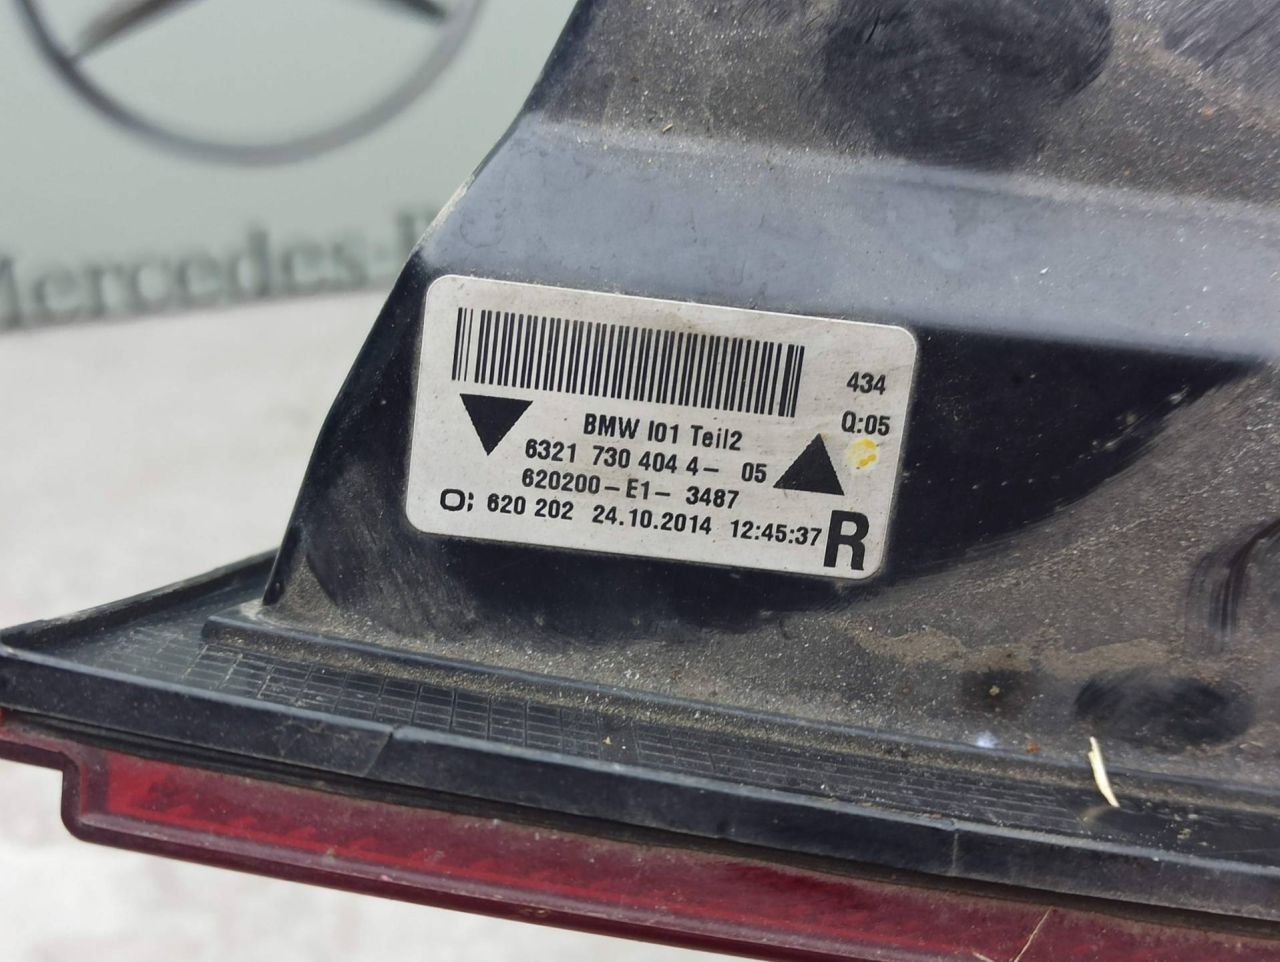 Mercedes-B
434
Q:05
BMW I01 Teil2
6321 730 404 4- 05
620200-E1- 3487
620 202 24.10.2014 12:45:37 R